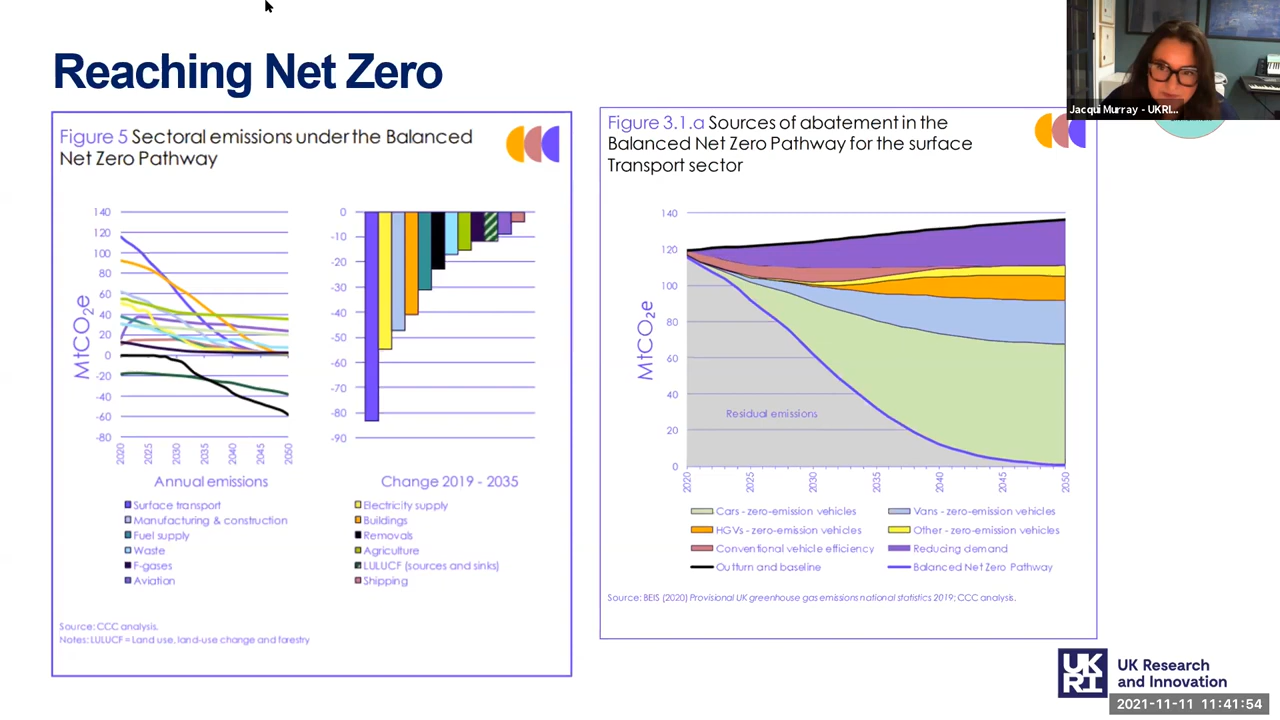 Reaching Net Zero
Jacqui Murray - UKRI...
Figure 5 Sectoral emissions under the Balanced
Net Zero Pathway
MtCO₂e
140
120
100
80
60
40
20
0
-20
-40
-60
-80
2020
2025
2030
2035
2040
2045
2050
Annual emissions
0
-10
-20
-30
-40
-50
-60
-70
-80
-90
Change 2019 - 2035
Surface transport
Manufacturing & construction
Fuel supply
Waste
F-gases
Aviation
Electricity supply
Buildings
Removals
Agriculture
LULUCF (sources and sinks)
Shipping
Source: CCC analysis.
Notes: LULUCF = Land use, land-use change and forestry
Figure 3.1.a Sources of abatement in the
Balanced Net Zero Pathway for the surface
Transport sector
MtCO₂e
140
120
100
80
60
40
20
0
Residual emissions
2020
2025
2030
2035
2040
2045
2050
Cars - zero-emission vehicles
Vans - zero-emission vehicles
HGVs - zero-emission vehicles
Other - zero-emission vehicles
Conventional vehicle efficiency
Reducing demand
Outturn and baseline
Balanced Net Zero Pathway
Source: BEIS (2020) Provisional UK greenhouse gas emissions national statistics 2019; CCC analysis.
UK
RI
UK Research
and Innovation
2021-11-11 11:41:54